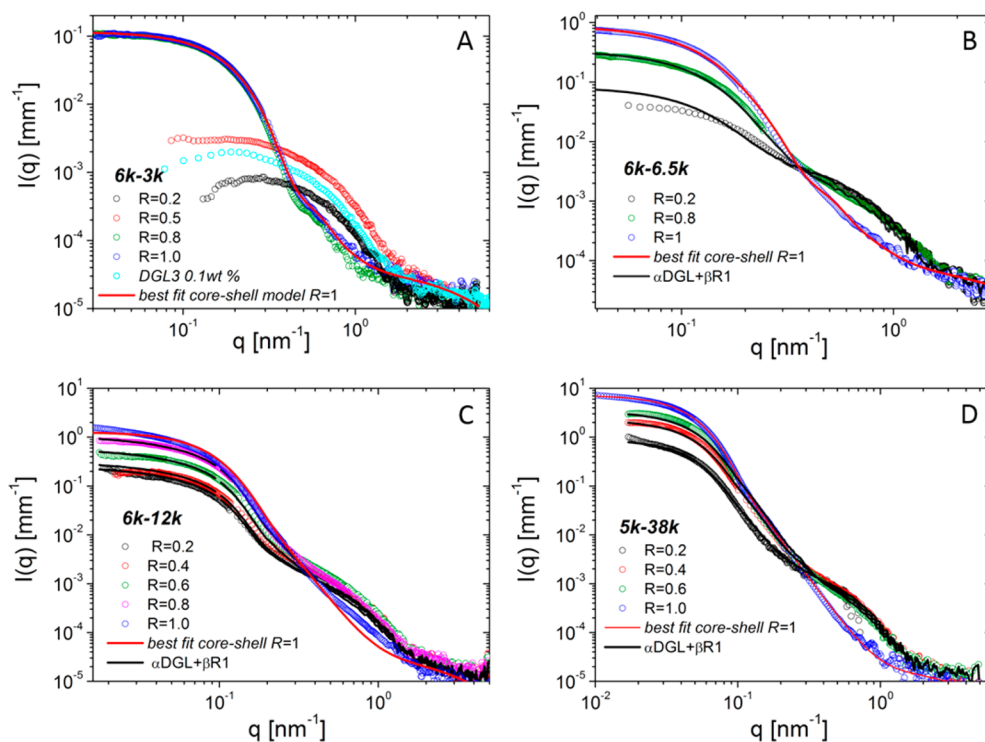 A
10⁻¹
10⁻²
10⁻³
10⁻⁴
10⁻⁵
I(q) [mm⁻¹]
6k-3k
R=0.2
R=0.5
R=0.8
R=1.0
DGL3 0.1wt %
best fit core-shell model R=1
10⁻¹
10⁰
q [nm⁻¹]
B
10⁰
10⁻¹
10⁻²
10⁻³
10⁻⁴
I(q) [mm⁻¹]
6k-6.5k
R=0.2
R=0.8
R=1
best fit core-shell R=1
αDGL+βR1
10⁻¹
10⁰
q [nm⁻¹]
C
10¹
10⁰
10⁻¹
10⁻²
10⁻³
10⁻⁴
10⁻⁵
I(q) [mm⁻¹]
6k-12k
R=0.2
R=0.4
R=0.6
R=0.8
R=1.0
best fit core-shell R=1
αDGL+βR1
10⁻¹
10⁰
q [nm⁻¹]
D
10¹
10⁰
10⁻¹
10⁻²
10⁻³
10⁻⁴
10⁻⁵
I(q) [mm⁻¹]
5k-38k
R=0.2
R=0.4
R=0.6
R=1.0
best fit core-shell R=1
αDGL+βR1
10⁻²
10⁻¹
10⁰
q [nm⁻¹]